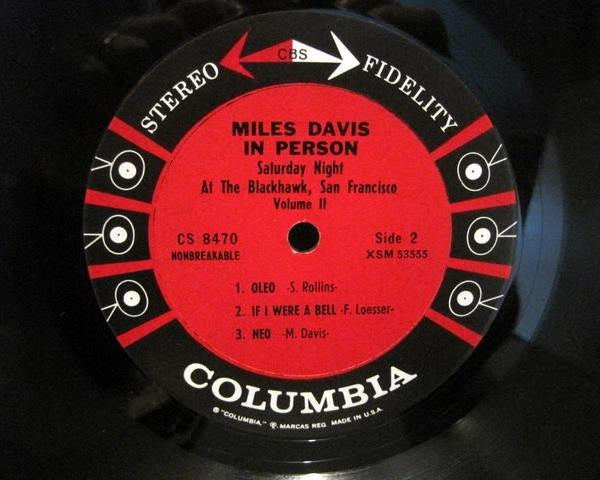 STEREO CBS FIDELITY
MILES DAVIS
IN PERSON
Saturday Night
At The Blackhawk, San Francisco
Volume II
CS 8470
NONBREAKABLE
Side 2
XSM 53555
1. OLEO -S. Rollins-
2. IF I WERE A BELL -F. Loesser-
3. NEO -M. Davis-
COLUMBIA
® "COLUMBIA," ®, MARCAS REG. MADE IN U.S.A.